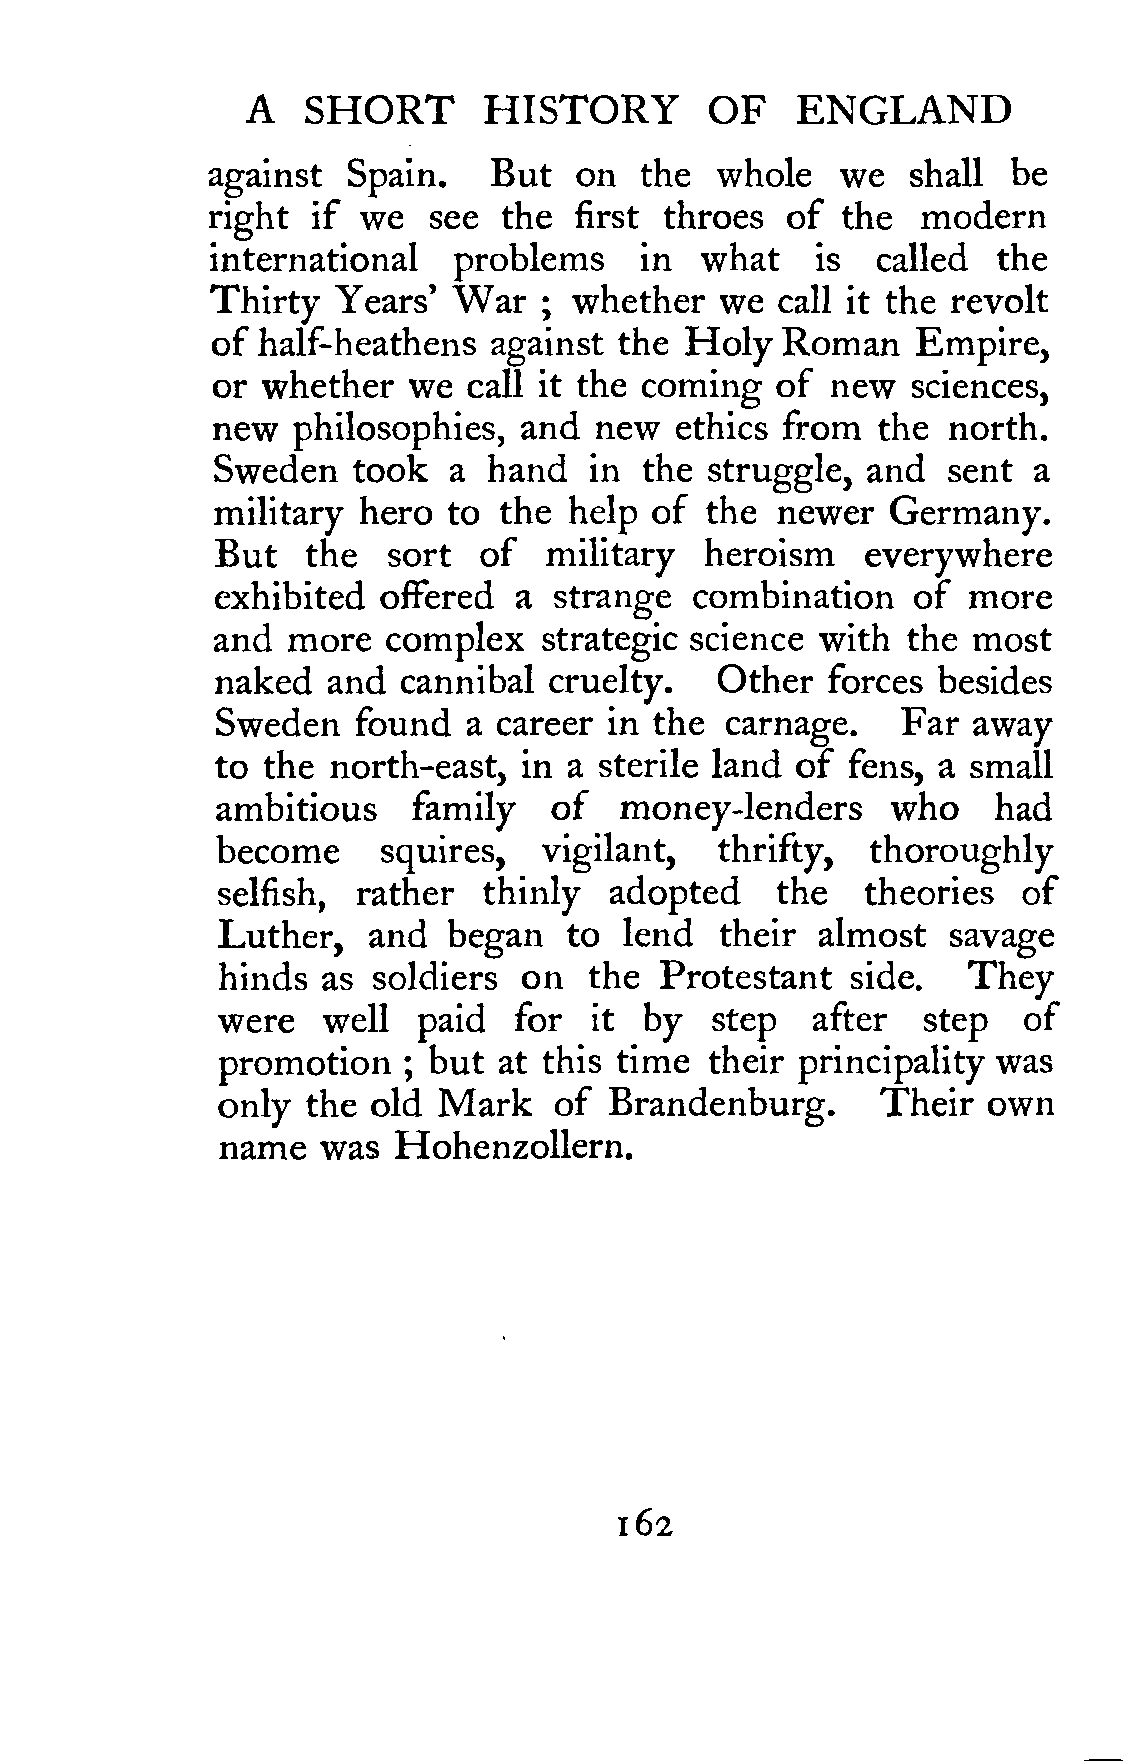 A SHORT HISTORY OF ENGLAND
against Spain. But on the whole we shall be
right if we see the first throes of the modern
international problems in what is called the
Thirty Years' War ; whether we call it the revolt
of half-heathens against the Holy Roman Empire,
or whether we call it the coming of new sciences,
new philosophies, and new ethics from the north.
Sweden took a hand in the struggle, and sent a
military hero to the help of the newer Germany.
But the sort of military heroism everywhere
exhibited offered a strange combination of more
and more complex strategic science with the most
naked and cannibal cruelty. Other forces besides
Sweden found a career in the carnage. Far away
to the north-east, in a sterile land of fens, a small
ambitious family of money-lenders who had
become squires, vigilant, thrifty, thoroughly
selfish, rather thinly adopted the theories of
Luther, and began to lend their almost savage
hinds as soldiers on the Protestant side. They
were well paid for it by step after step of
promotion ; but at this time their principality was
only the old Mark of Brandenburg. Their own
name was Hohenzollern.
162